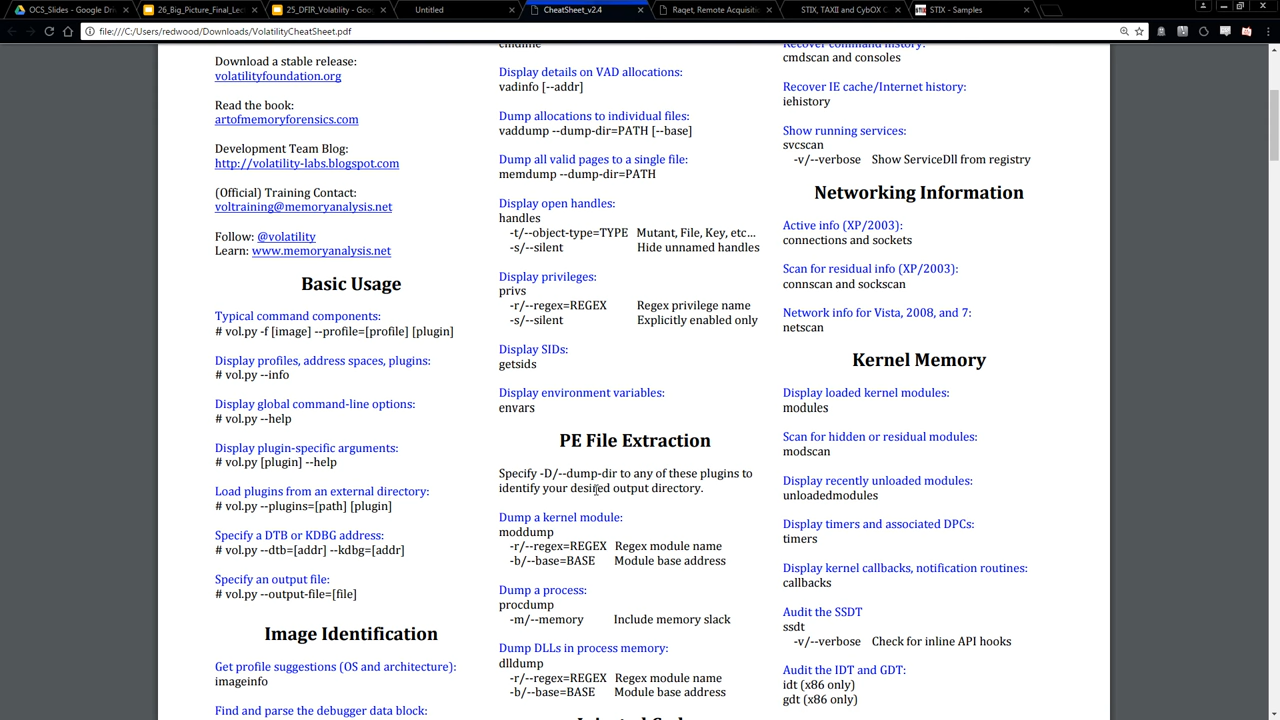 OCS_Slides - Google Driv
26_Big_Picture_Final_Lec
25_DFIR_Volatility - Goo
Untitled
CheatSheet_v2.4
Raqet, Remote Acquisitio
STIX, TAXII and CybOX C
STIX - Samples
file:///C:/Users/redwood/Downloads/VolatilityCheatSheet.pdf
Download a stable release:
volatilityfoundation.org
Read the book:
artofmemoryforensics.com
Development Team Blog:
http://volatility-labs.blogspot.com
(Official) Training Contact:
voltraining@memoryanalysis.net
Follow: @volatility
Learn: www.memoryanalysis.net
Basic Usage
Typical command components:
# vol.py -f [image] --profile=[profile] [plugin]
Display profiles, address spaces, plugins:
# vol.py --info
Display global command-line options:
# vol.py --help
Display plugin-specific arguments:
# vol.py [plugin] --help
Load plugins from an external directory:
# vol.py --plugins=[path] [plugin]
Specify a DTB or KDBG address:
# vol.py --dtb=[addr] --kdbg=[addr]
Specify an output file:
# vol.py --output-file=[file]
Image Identification
Get profile suggestions (OS and architecture):
imageinfo
Find and parse the debugger data block:
cmdline
Display details on VAD allocations:
vadinfo [--addr]
Dump allocations to individual files:
vaddump --dump-dir=PATH [--base]
Dump all valid pages to a single file:
memdump --dump-dir=PATH
Display open handles:
handles
-t/--object-type=TYPE Mutant, File, Key, etc...
-s/--silent Hide unnamed handles
Display privileges:
privs
-r/--regex=REGEX Regex privilege name
-s/--silent Explicitly enabled only
Display SIDs:
getsids
Display environment variables:
envars
PE File Extraction
Specify -D/--dump-dir to any of these plugins to
identify your desired output directory.
Dump a kernel module:
moddump
-r/--regex=REGEX Regex module name
-b/--base=BASE Module base address
Dump a process:
procdump
-m/--memory Include memory slack
Dump DLLs in process memory:
dlldump
-r/--regex=REGEX Regex module name
-b/--base=BASE Module base address
Injected Code
Recover command history:
cmdscan and consoles
Recover IE cache/Internet history:
iehistory
Show running services:
svcscan
-v/--verbose Show ServiceDll from registry
Networking Information
Active info (XP/2003):
connections and sockets
Scan for residual info (XP/2003):
connscan and sockscan
Network info for Vista, 2008, and 7:
netscan
Kernel Memory
Display loaded kernel modules:
modules
Scan for hidden or residual modules:
modscan
Display recently unloaded modules:
unloadedmodules
Display timers and associated DPCs:
timers
Display kernel callbacks, notification routines:
callbacks
Audit the SSDT
ssdt
-v/--verbose Check for inline API hooks
Audit the IDT and GDT:
idt (x86 only)
gdt (x86 only)